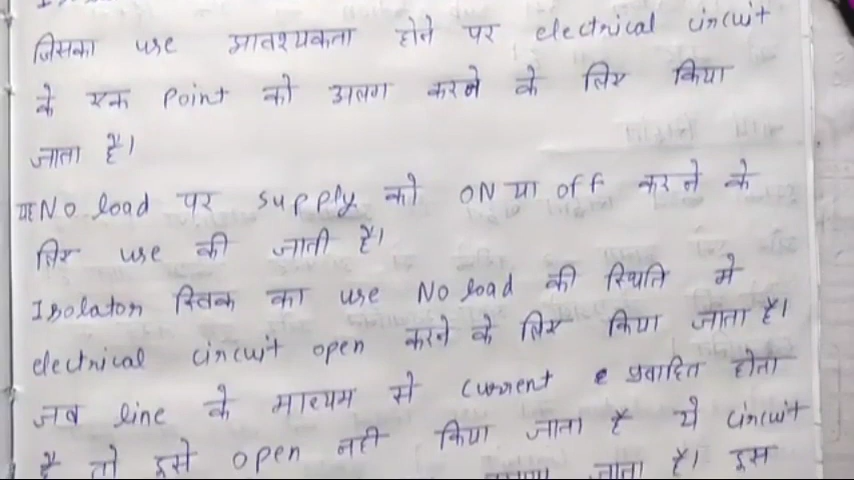 जिसका use आवश्यकता होने पर electrical circuit
के एक Point को अलग करने के लिए किया
जाता है।
यह No load पर supply को ON या off करने के
लिए use की जाती है।
Isolator स्विक का use No load की स्थिति मे
electrical circuit open करने के लिए किया जाता है।
जब line के माध्यम से current प्रवाहित होता
है तो इसे open नही किया जाता है ये circuit
जाता है। इस